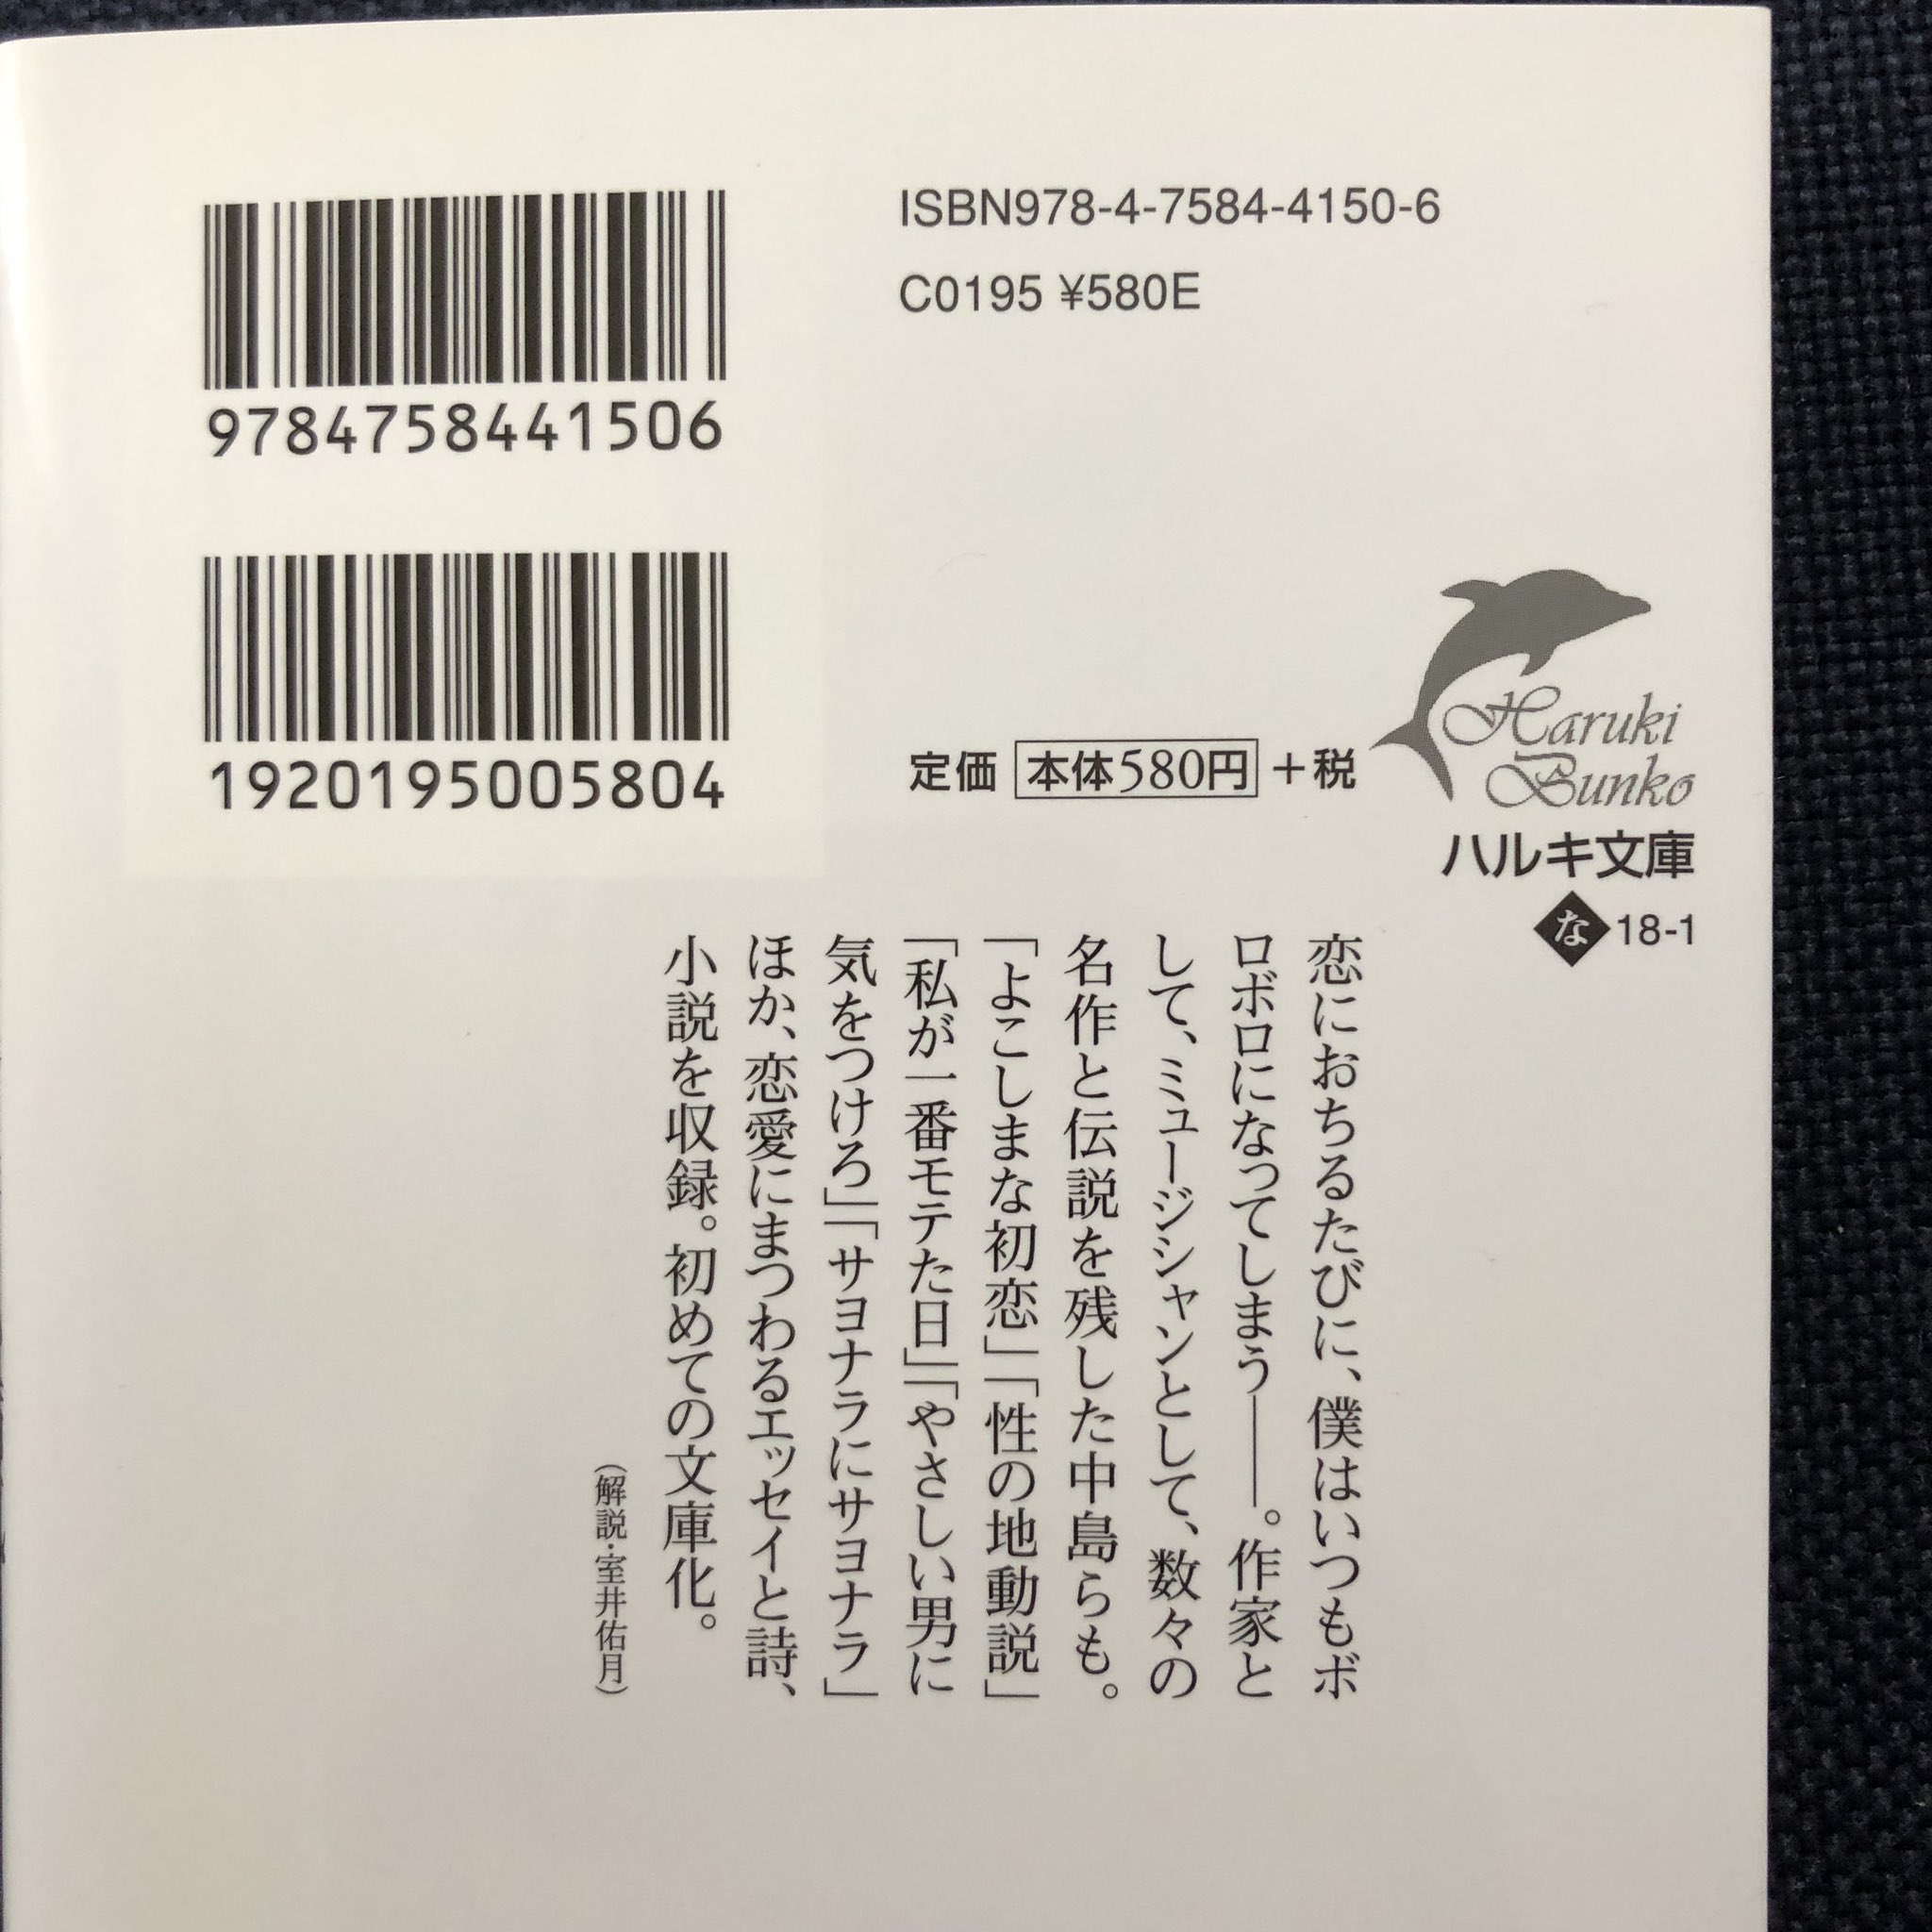 ISBN978-4-7584-4150-6
C0195 ¥580E
9784758441506
1920195005804
定価 本体580円 +税
Haruki
Bunko
ハルキ文庫
な 18-1
恋におちるたびに、僕はいつもボ
ロボロになってしまう――。作家と
して、ミュージシャンとして、数々の
名作と伝説を残した中島らも。
「よこしまな初恋」「性の地動説」
「私が一番モテた日」「やさしい男に
気をつけろ」「サヨナラにサヨナラ」
ほか、恋愛にまつわるエッセイと詩、
小説を収録。初めての文庫化。
(解説・室井佑月)